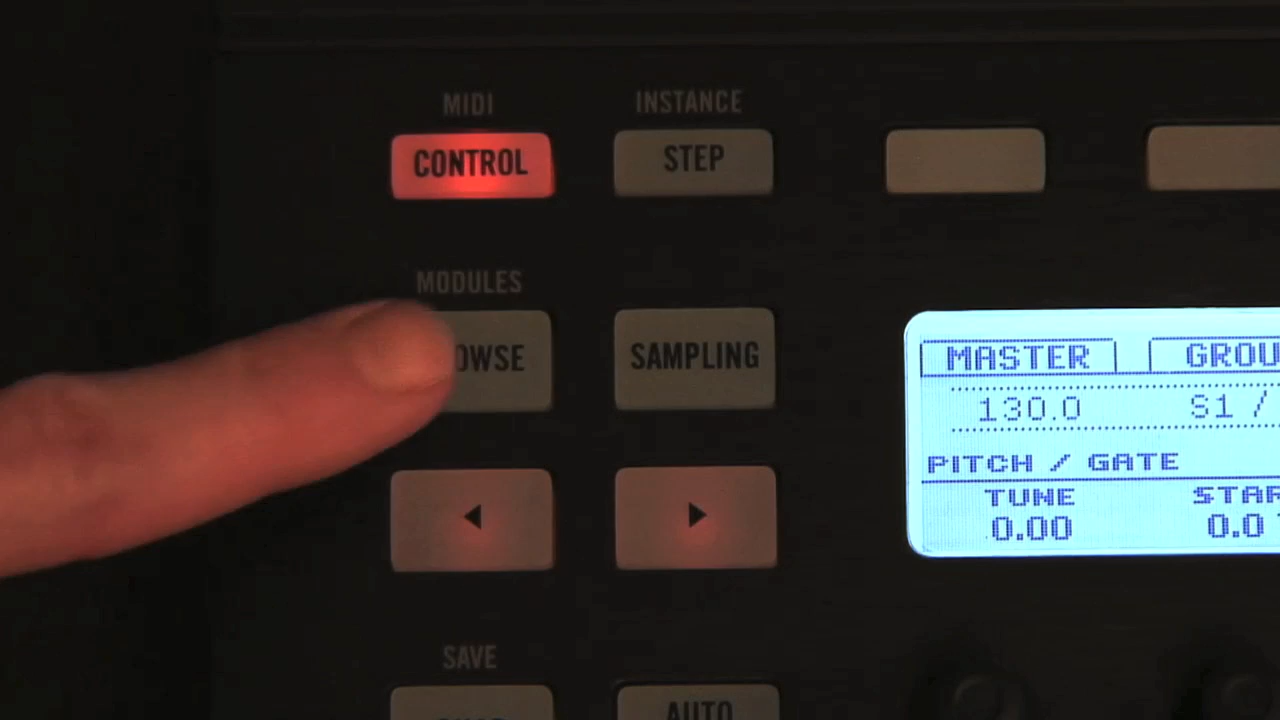 MIDI
INSTANCE
CONTROL
STEP
MODULES
OWSE
SAMPLING
MASTER
GROU
130.0
S1 /
PITCH / GATE
TUNE
STAR
0.00
0.0
SAVE
AUTO